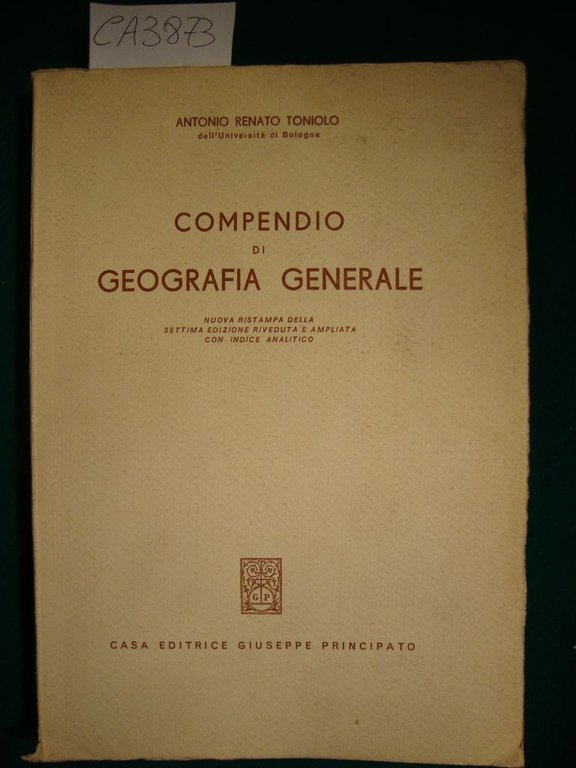 CA3873
ANTONIO RENATO TONIOLO
dell'Università di Bologna
COMPENDIO
DI
GEOGRAFIA GENERALE
NUOVA RISTAMPA DELLA
SETTIMA EDIZIONE RIVEDUTA E AMPLIATA
CON INDICE ANALITICO
G P
CASA EDITRICE GIUSEPPE PRINCIPATO